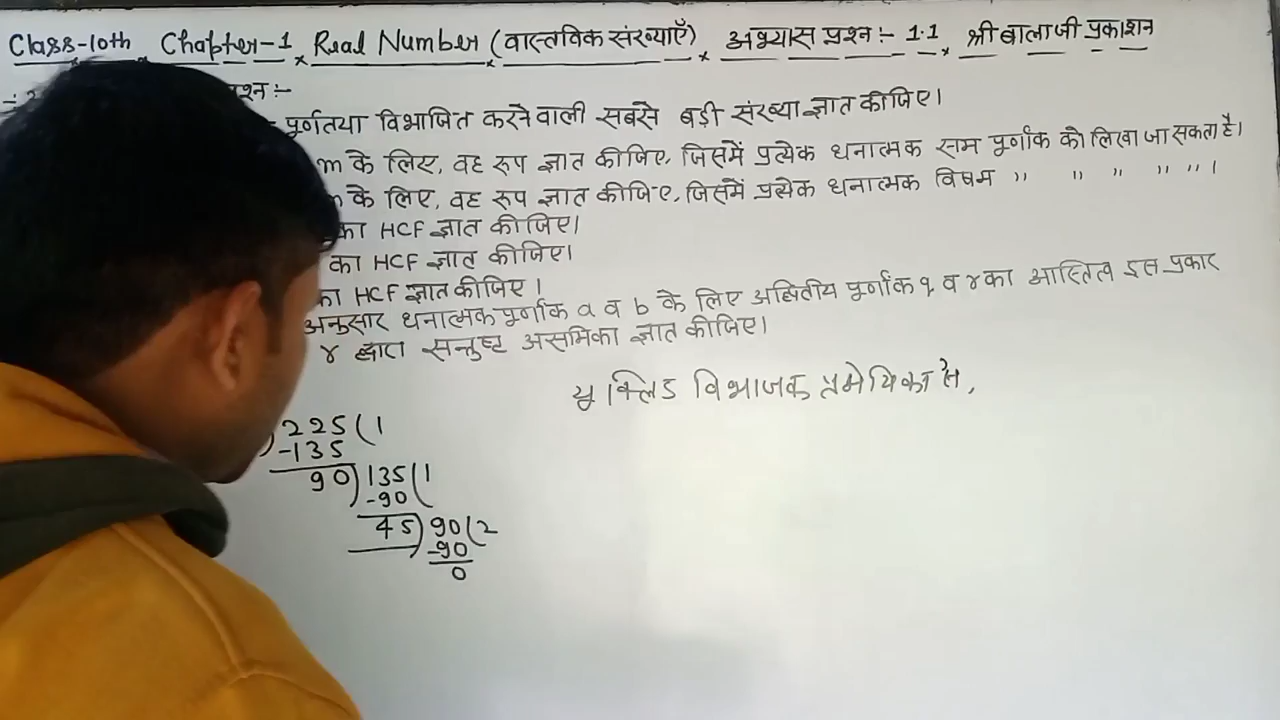 Class-10th Chapter-1 Real Number (वास्तविक संख्याएँ) अभ्यास प्रश्न :- 1.1 श्री बालाजी प्रकाशन
श्न :-
पूर्णतया विभाजित करने वाली सबसे बड़ी संख्या ज्ञात कीजिए।
m के लिए, वह रूप ज्ञात कीजिए, जिसमें प्रत्येक धनात्मक सम पूर्णांक को लिखा जा सकता है।
के लिए, वह रूप ज्ञात कीजिए, जिसमें प्रत्येक धनात्मक विषम " " " " " ।
का HCF ज्ञात कीजिए।
का HCF ज्ञात कीजिए।
का HCF ज्ञात कीजिए।
अनुसार धनात्मक पूर्णांक a व b के लिए अद्वितीय पूर्णांक q व r का आस्तित्व इस प्रकार
r द्वारा सन्तुष्ट असमिका ज्ञात कीजिए।
यूक्लिड विभाजक प्रमेयिका से,
) 225 ( 1
-135
90 ) 135 ( 1
-90
45 ) 90 ( 2
-90
0